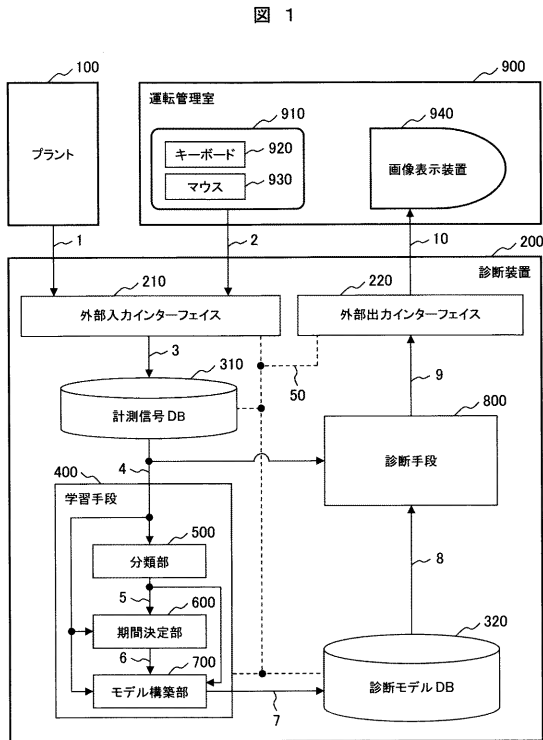 図 1
100
プラント
900
運転管理室
910
キーボード 920
マウス 930
940
画像表示装置
1
2
10
200
診断装置
210
外部入力インターフェイス
220
外部出力インターフェイス
3
310
計測信号DB
50
9
800
診断手段
4
400
学習手段
500
分類部
5
600
期間決定部
6
700
モデル構築部
7
8
320
診断モデルDB